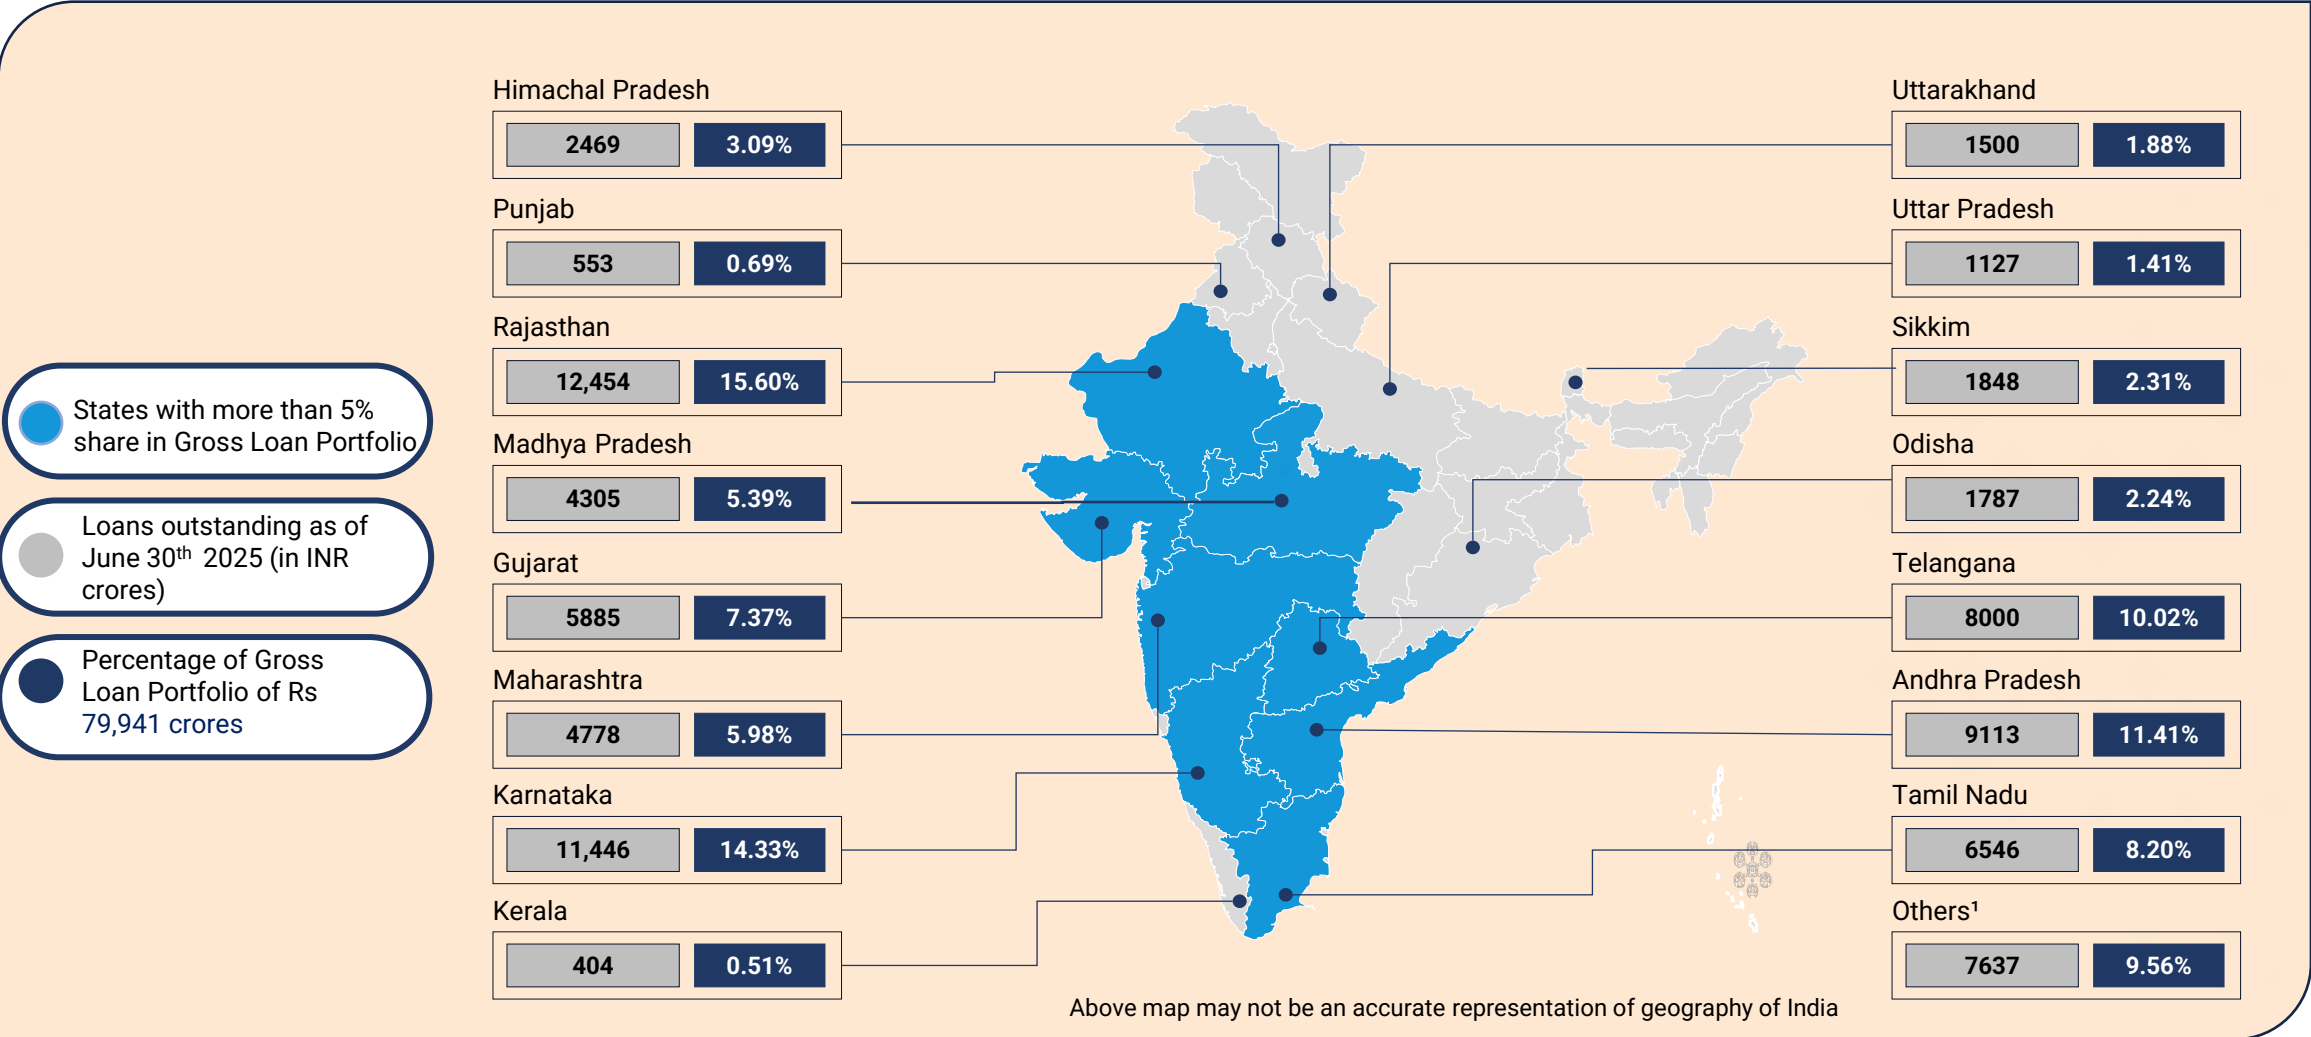 Himachal Pradesh
2469 3.09%
Punjab
553 0.69%
Rajasthan
12,454 15.60%
Madhya Pradesh
4305 5.39%
Gujarat
5885 7.37%
Maharashtra
4778 5.98%
Karnataka
11,446 14.33%
Kerala
404 0.51%
States with more than 5%
share in Gross Loan Portfolio
Loans outstanding as of
June 30th 2025 (in INR
crores)
Percentage of Gross
Loan Portfolio of Rs
79,941 crores
Uttarakhand
1500 1.88%
Uttar Pradesh
1127 1.41%
Sikkim
1848 2.31%
Odisha
1787 2.24%
Telangana
8000 10.02%
Andhra Pradesh
9113 11.41%
Tamil Nadu
6546 8.20%
Others¹
7637 9.56%
Above map may not be an accurate representation of geography of India